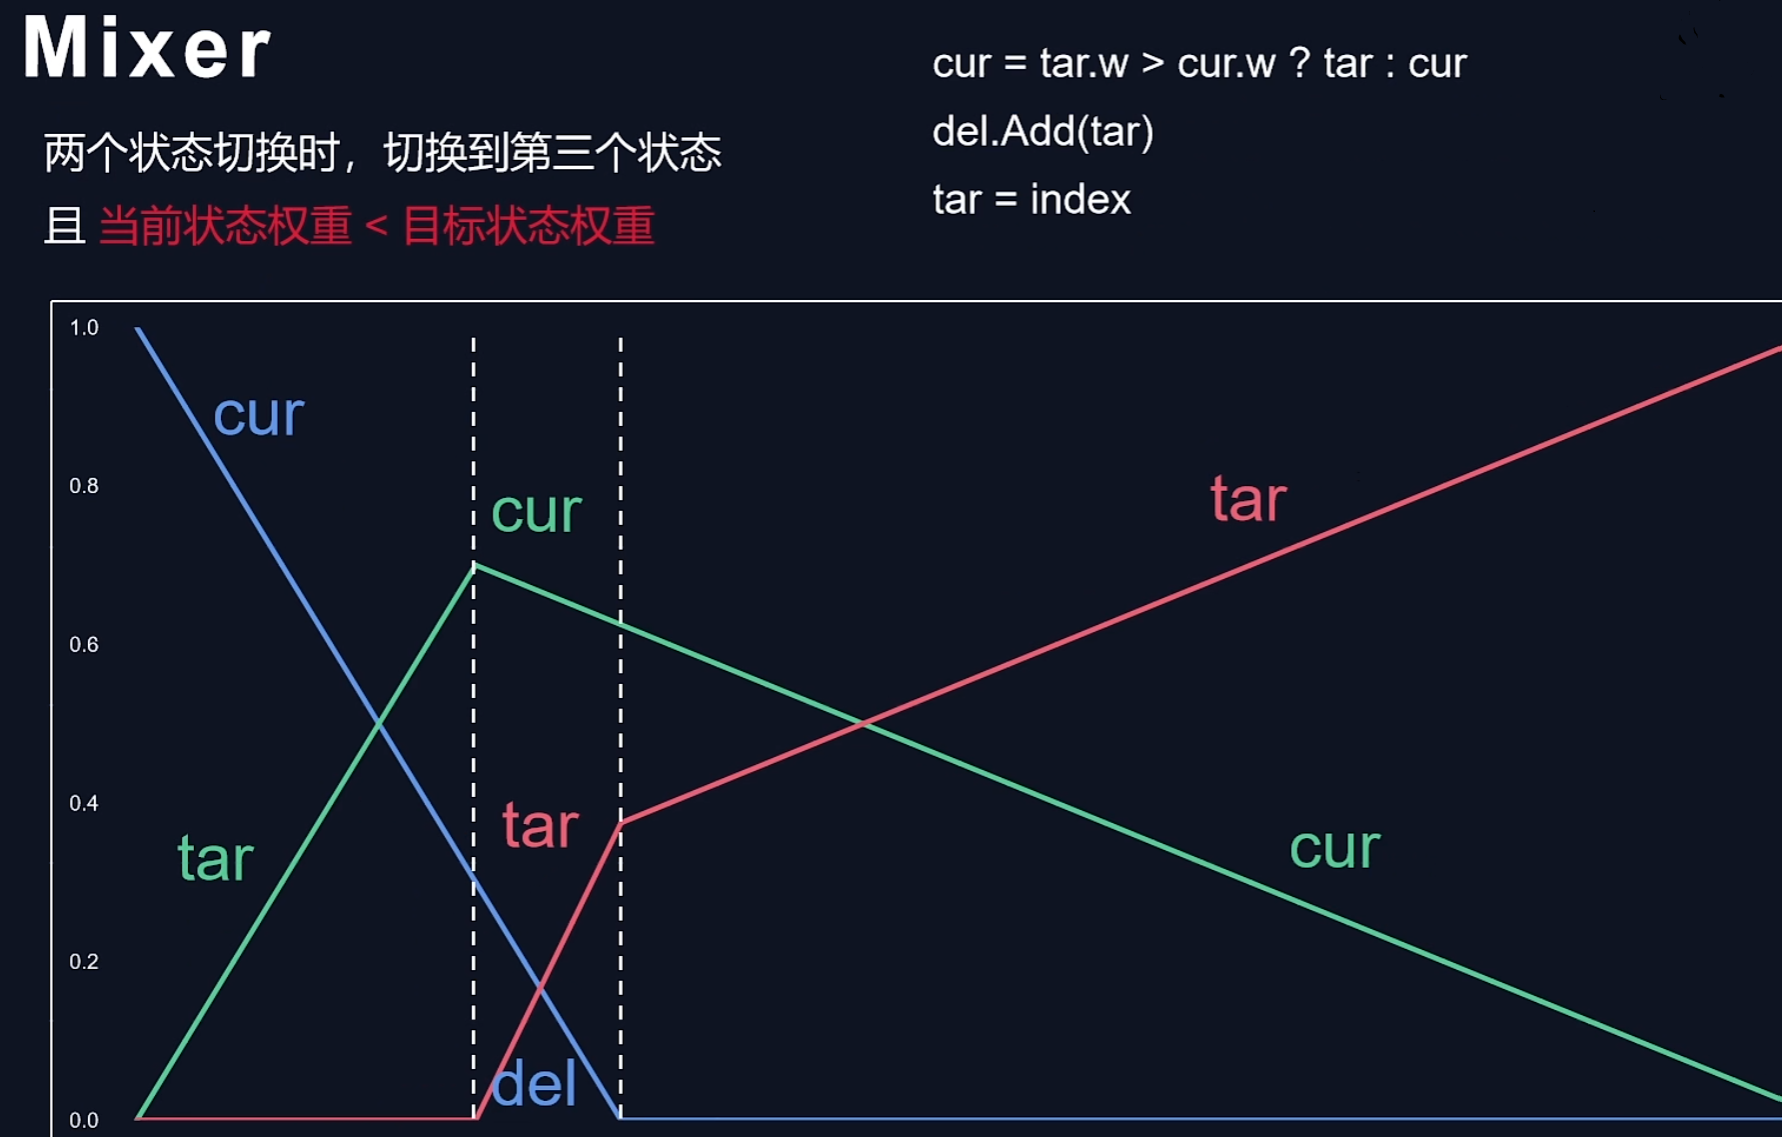 Mixer
两个状态切换时，切换到第三个状态
且 当前状态权重 < 目标状态权重
cur = tar.w > cur.w ? tar : cur
del.Add(tar)
tar = index
1.0
cur
0.8
cur
tar
0.6
0.4
tar
tar
cur
0.2
del
0.0